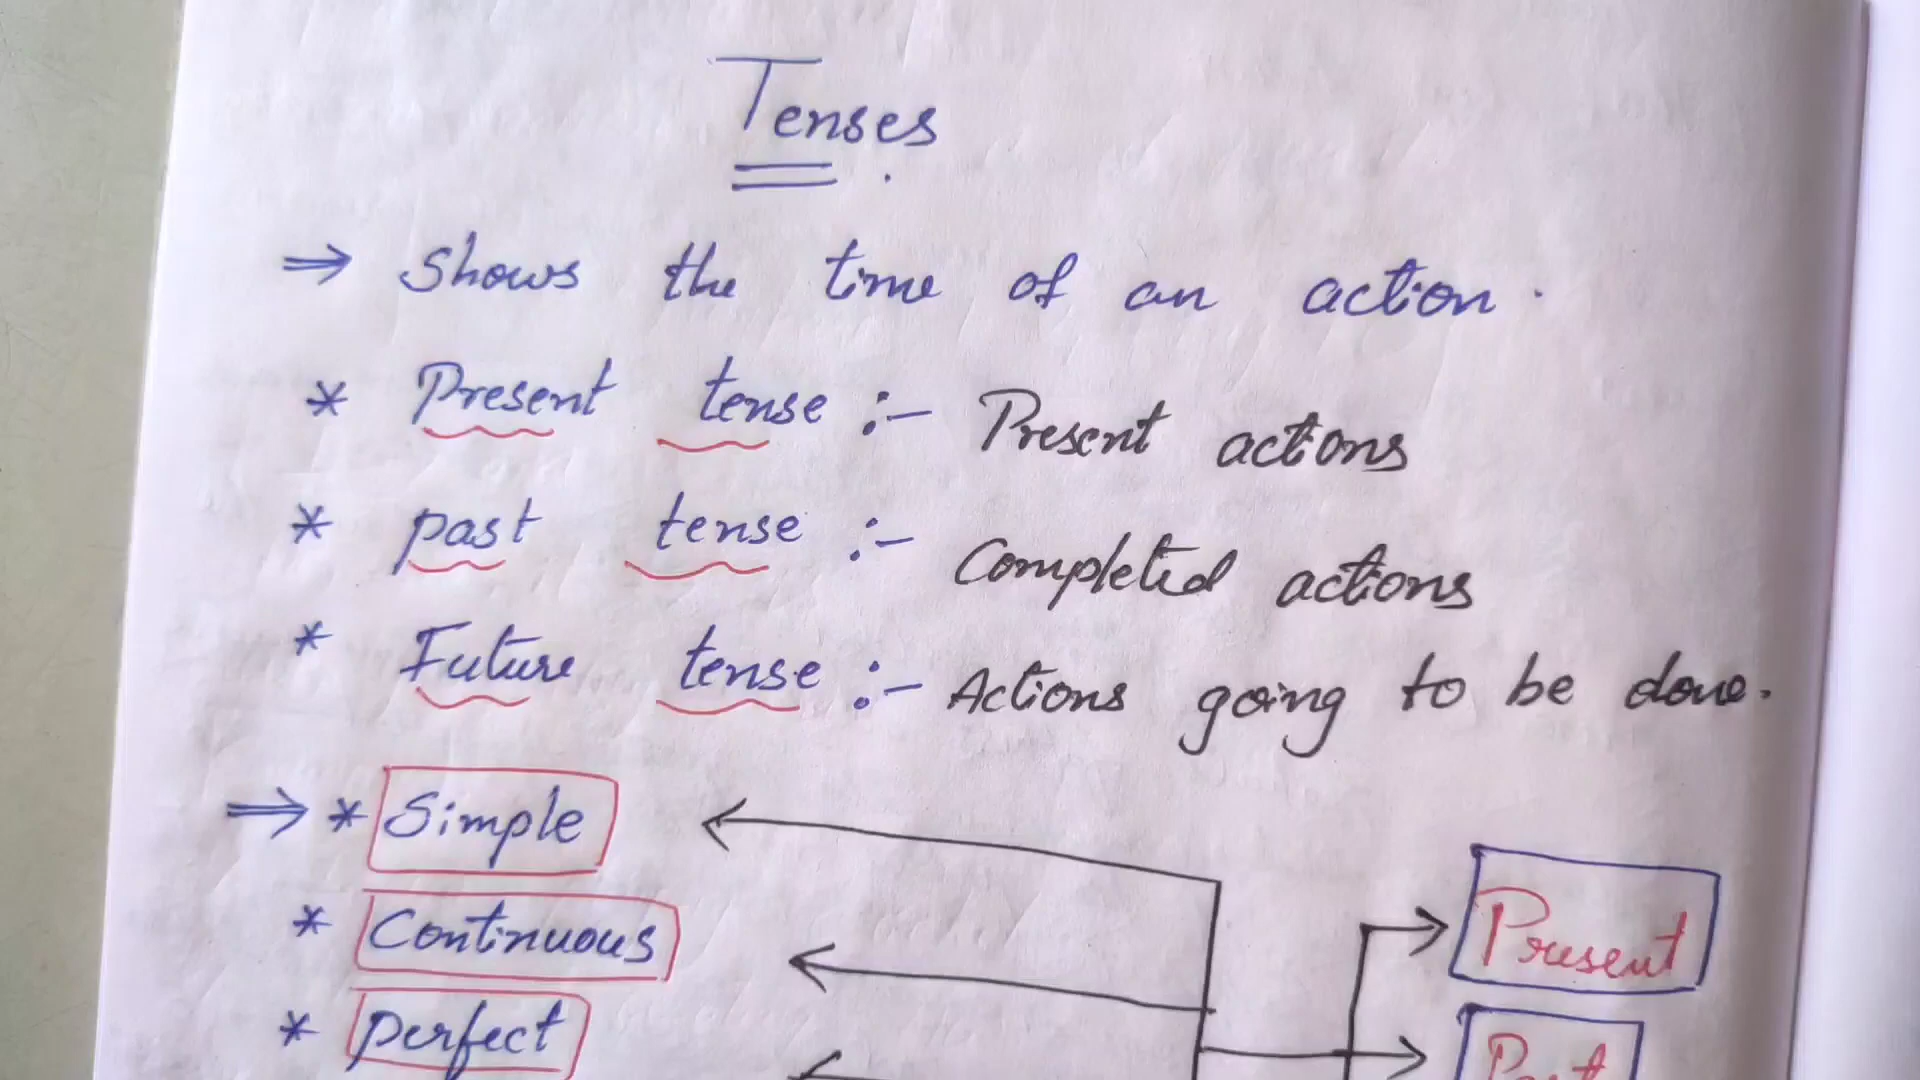 Tenses
⇒ Shows the time of an action.
* Present tense :- Present actions
* past tense :- Completed actions
* Future tense :- Actions going to be done.
⇒ * Simple
* Continuous
Present
* perfect
Past